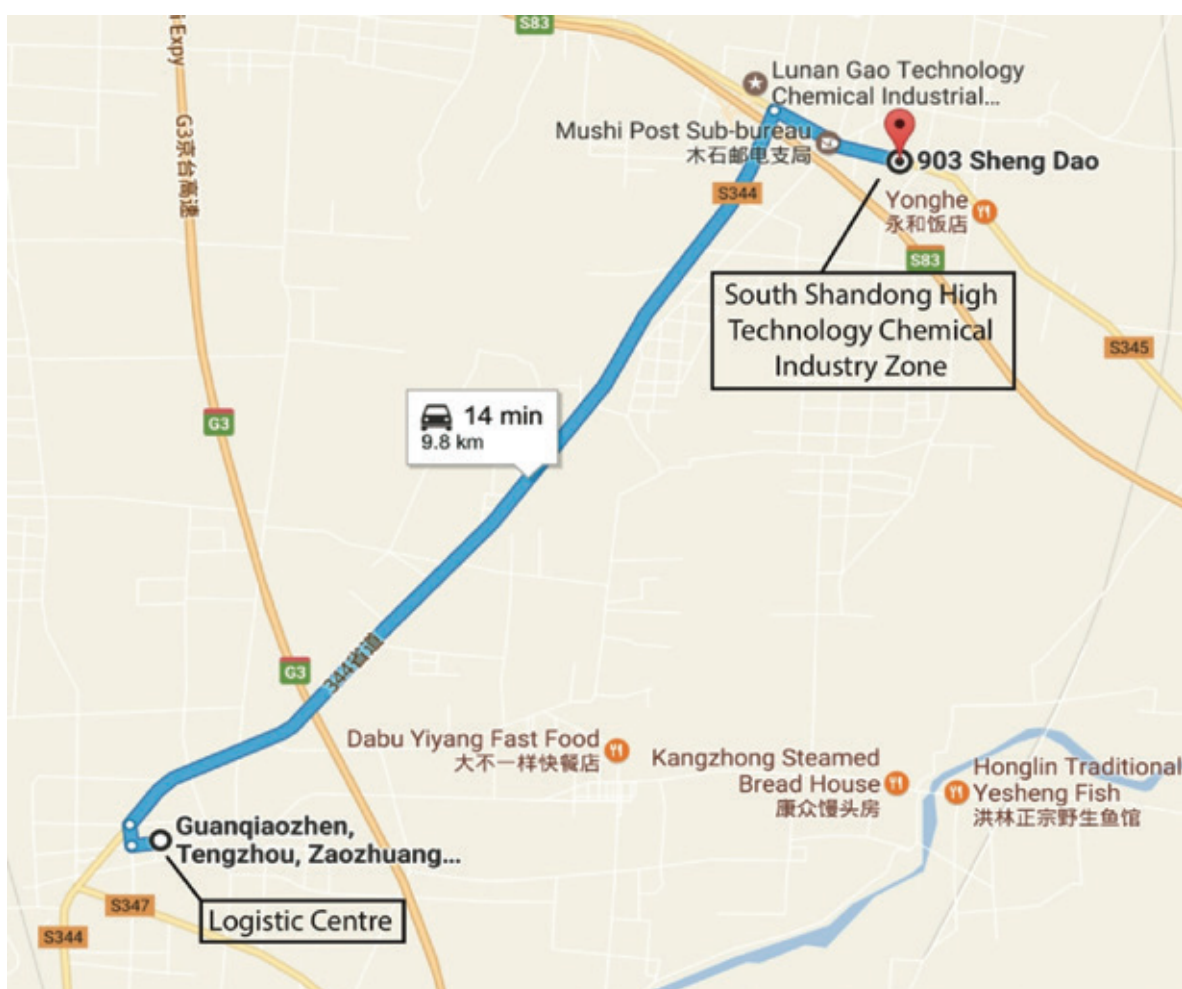 S83
i Expy
G3京台高速
Lunan Gao Technology
Chemical Industrial...
Mushi Post Sub-bureau
木石邮电支局
903 Sheng Dao
S344
Yonghe
永和饭店
S83
South Shandong High
Technology Chemical
Industry Zone
S345
14 min
9.8 km
G3
344省道
G3
Dabu Yiyang Fast Food
大不一样快餐店
Kangzhong Steamed
Bread House
康众馒头房
Honglin Traditional
Yesheng Fish
洪林正宗野生鱼馆
Guanqiaozhen,
Tengzhou, Zaozhuang...
S347
Logistic Centre
S344